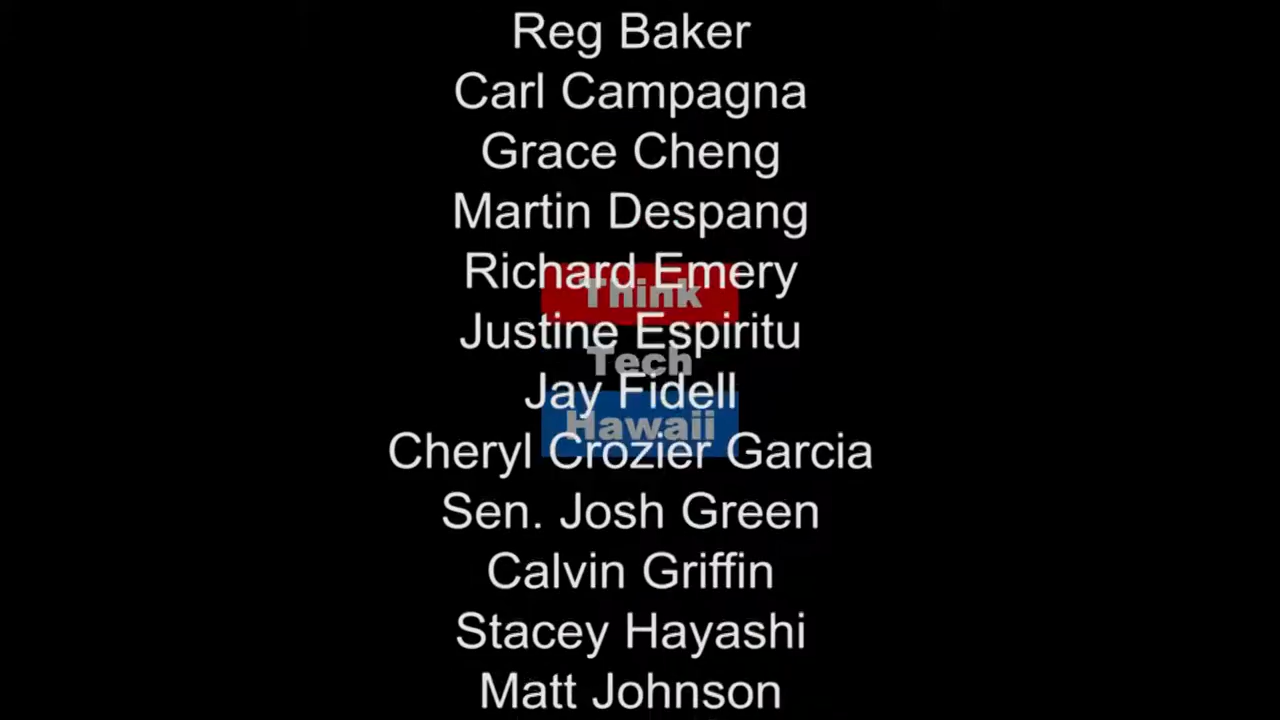 Reg Baker
Carl Campagna
Grace Cheng
Martin Despang
Richard Emery
Think
Justine Espiritu
Tech
Jay Fidell
Hawaii
Cheryl Crozier Garcia
Sen. Josh Green
Calvin Griffin
Stacey Hayashi
Matt Johnson